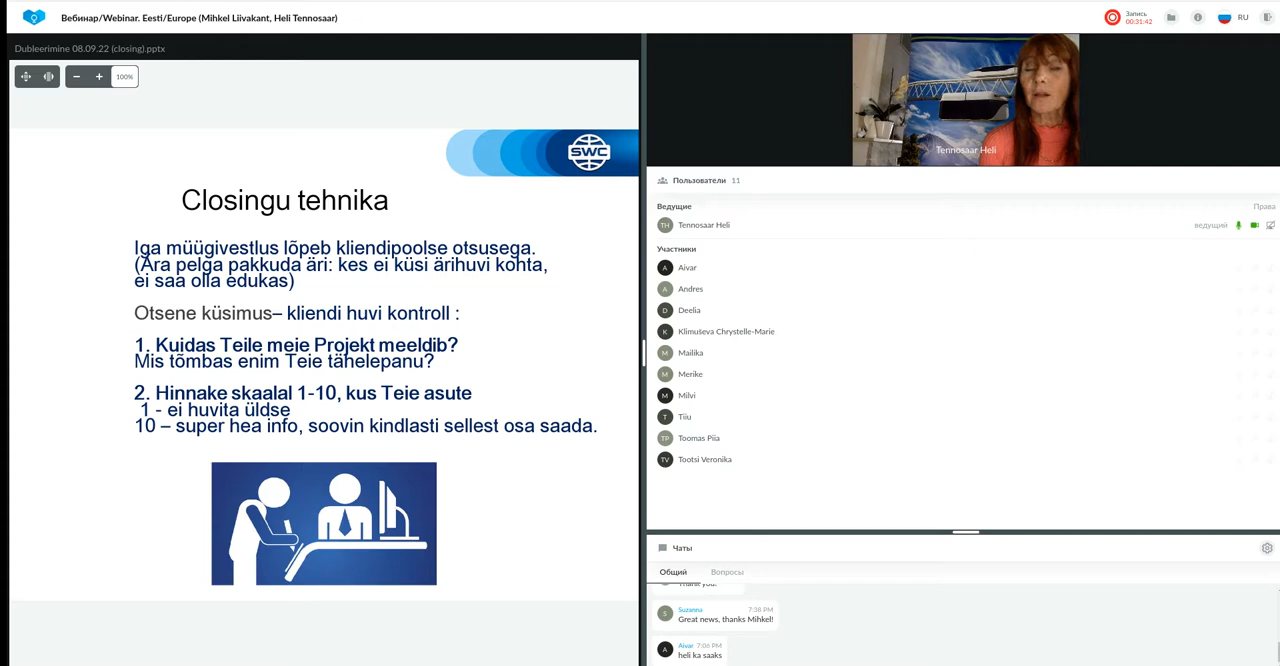 Вебинар/Webinar. Eesti/Europe (Mihkel Liivakant, Heli Tennosaar)
Запись
00:31:42
RU
Dubleerimine 08.09.22 (closing).pptx
100%
SWC
Closingu tehnika
Iga müügivestlus lõpeb kliendipoolse otsusega.
(Ära pelga pakkuda äri: kes ei küsi ärihuvi kohta,
ei saa olla edukas)
Otsene küsimus– kliendi huvi kontroll :
1. Kuidas Teile meie Projekt meeldib?
Mis tõmbas enim Teie tähelepanu?
2. Hinnake skaalal 1-10, kus Teie asute
1 - ei huvita üldse
10 – super hea info, soovin kindlasti sellest osa saada.
Tennosaar Heli
Пользователи 11
Ведущие Права
TH Tennosaar Heli ведущий
Участники
A Aivar
A Andres
D Deelia
K Klimuševa Chrystelle-Marie
M Mailika
M Merike
M Milvi
T Tiiu
TP Toomas Piia
TV Tootsi Veronika
Чаты
Общий Вопросы
Thank you!
S Suzanna 7:38 PM
Great news, thanks Mihkel!
A Aivar 7:06 PM
heli ka saaks